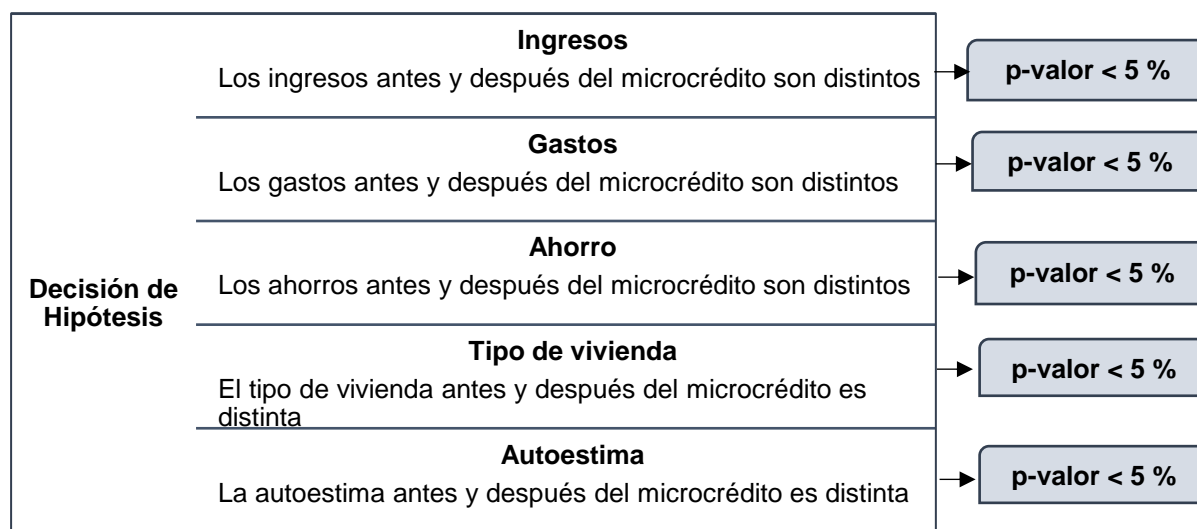 Ingresos
Los ingresos antes y después del microcrédito son distintos
p-valor < 5 %
Gastos
Los gastos antes y después del microcrédito son distintos
p-valor < 5 %
Decisión de
Hipótesis
Ahorro
Los ahorros antes y después del microcrédito son distintos
p-valor < 5 %
Tipo de vivienda
El tipo de vivienda antes y después del microcrédito es
distinta
p-valor < 5 %
Autoestima
La autoestima antes y después del microcrédito es distinta
p-valor < 5 %